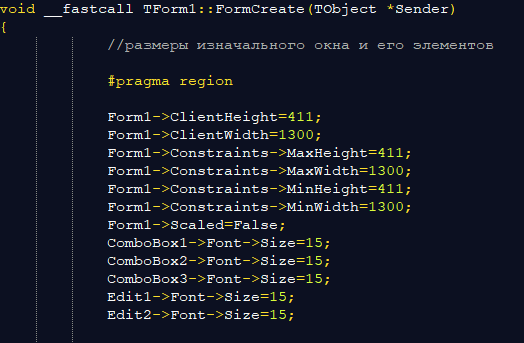 void __fastcall TForm1::FormCreate(TObject *Sender)
{
//размеры изначального окна и его элементов
#pragma region
Form1->ClientHeight=411;
Form1->ClientWidth=1300;
Form1->Constraints->MaxHeight=411;
Form1->Constraints->MaxWidth=1300;
Form1->Constraints->MinHeight=411;
Form1->Constraints->MinWidth=1300;
Form1->Scaled=False;
ComboBox1->Font->Size=15;
ComboBox2->Font->Size=15;
ComboBox3->Font->Size=15;
Edit1->Font->Size=15;
Edit2->Font->Size=15;